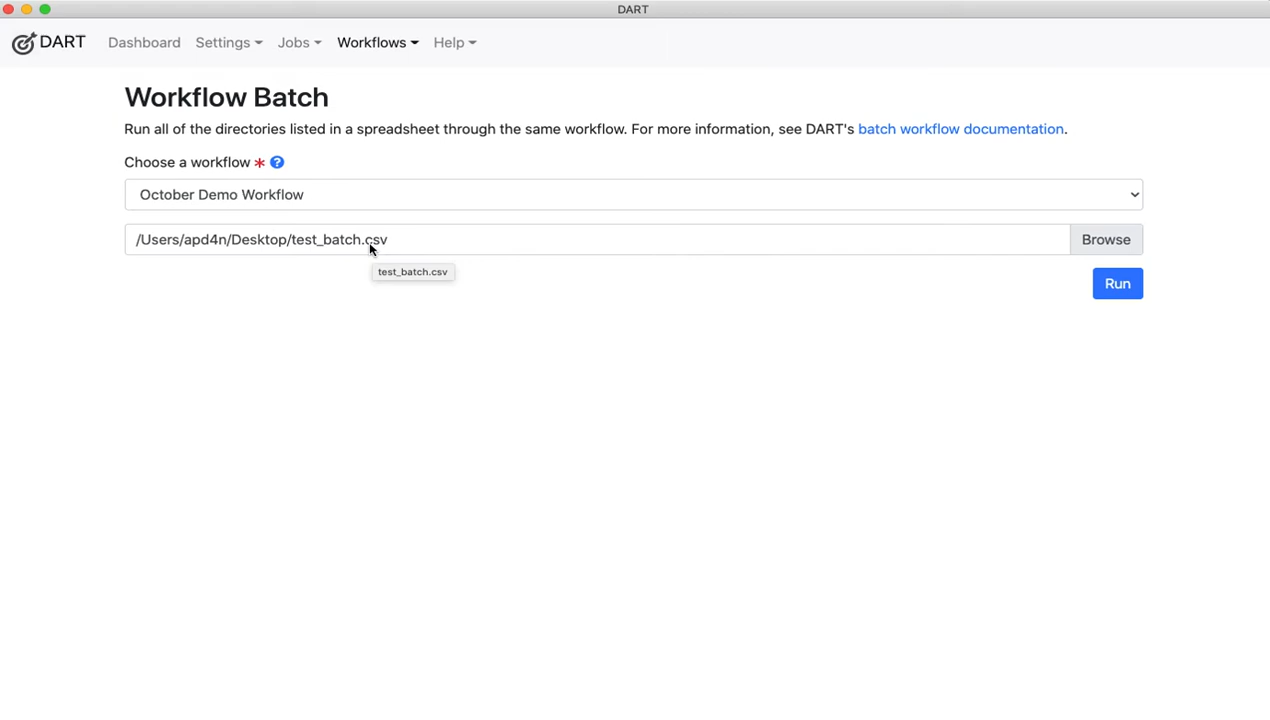 DART
DART Dashboard Settings Jobs Workflows Help
Workflow Batch
Run all of the directories listed in a spreadsheet through the same workflow. For more information, see DART's batch workflow documentation.
Choose a workflow * ?
October Demo Workflow
/Users/apd4n/Desktop/test_batch.csv Browse
test_batch.csv
Run